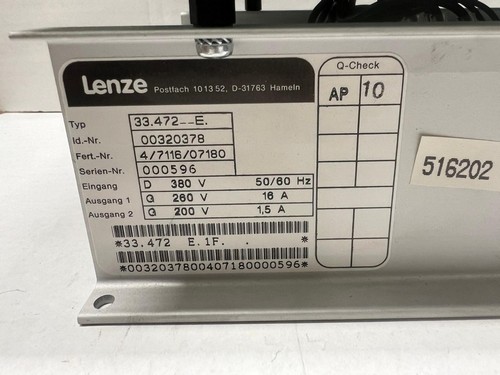 Lenze Postfach 101352, D-31763 Hameln
Q-Check
AP 10
Typ 33.472--E.
Id.-Nr. 00320378
Fert.-Nr. 4/7116/07180
Serien-Nr. 000596
Eingang D 380 V 50/60 Hz
Ausgang 1 G 260 V 16 A
Ausgang 2 G 200 V 1,5 A
*33.472 E.1F. .*
*0032037800407180000596*
516202